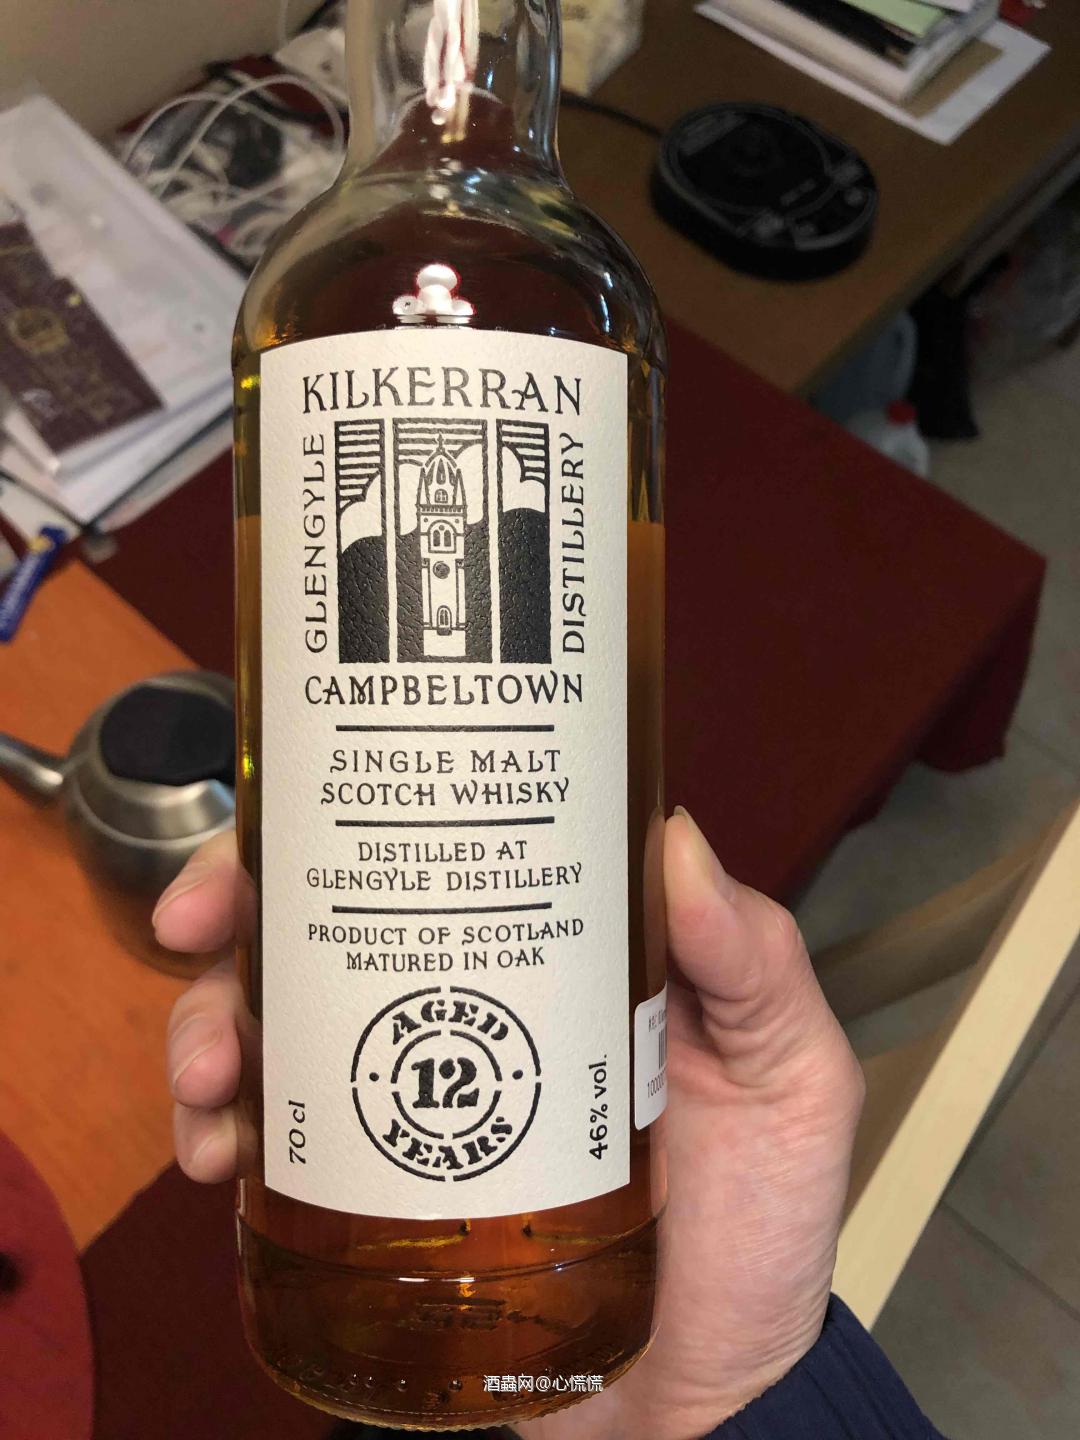 KILKERRAN
GLENGYLE
DISTILLERY
CAMPBELTOWN
SINGLE MALT
SCOTCH WHISKY
DISTILLED AT
GLENGYLE DISTILLERY
PRODUCT OF SCOTLAND
MATURED IN OAK
AGED
12
YEARS
70 cl
46% vol.
酒蟲网@心慌慌